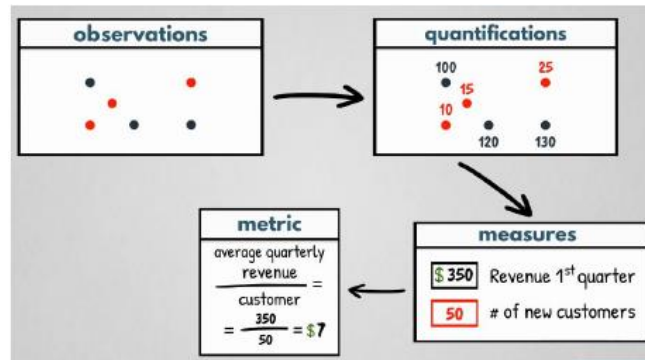 observations
quantifications
100
25
15
10
120
130
measures
$ 350 Revenue 1st quarter
50 # of new customers
metric
average quarterly
revenue
=
customer
= 350
50 = $7